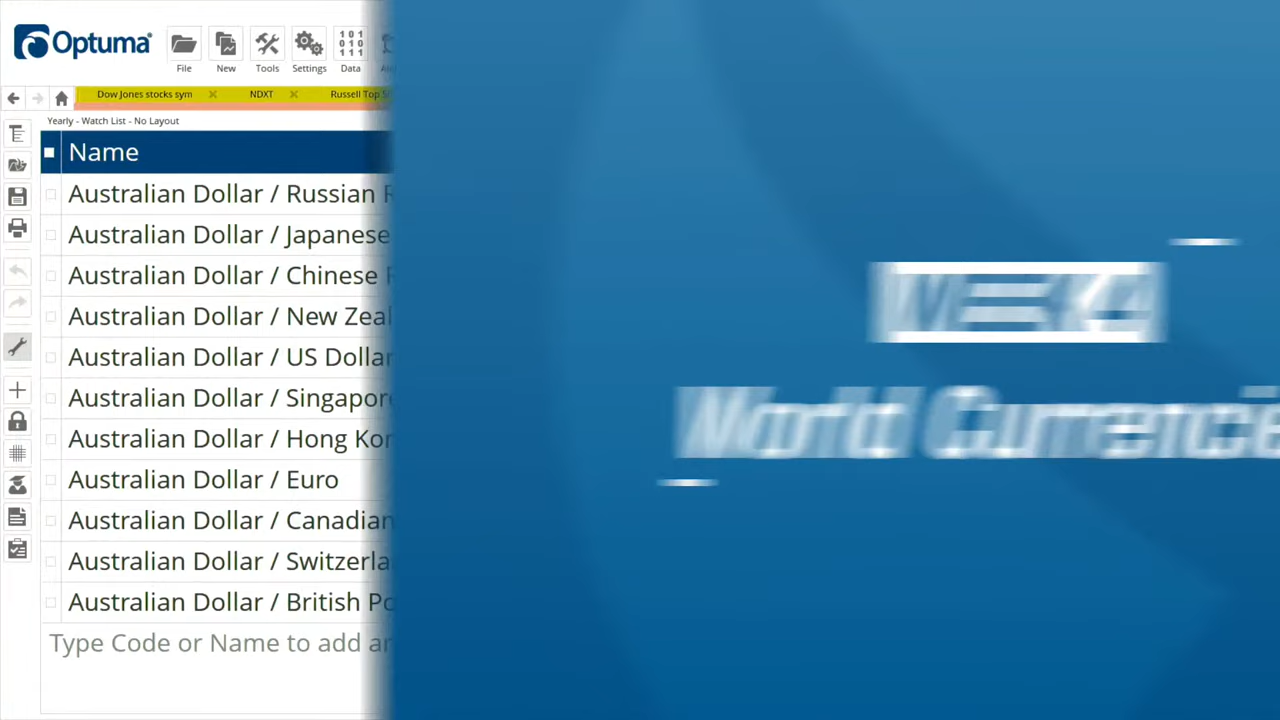 Optuma
File New Tools Settings Data
Dow Jones stocks sym NDXT Russell Top
Yearly - Watch List - No Layout
Name
Australian Dollar / Russian
Australian Dollar / Japanese
Australian Dollar / Chinese
Australian Dollar / New Zeal
Australian Dollar / US Dollar
Australian Dollar / Singapore
Australian Dollar / Hong Kon
Australian Dollar / Euro
Australian Dollar / Canadian
Australian Dollar / Switzerla
Australian Dollar / British Po
Type Code or Name to add an
World Currencie